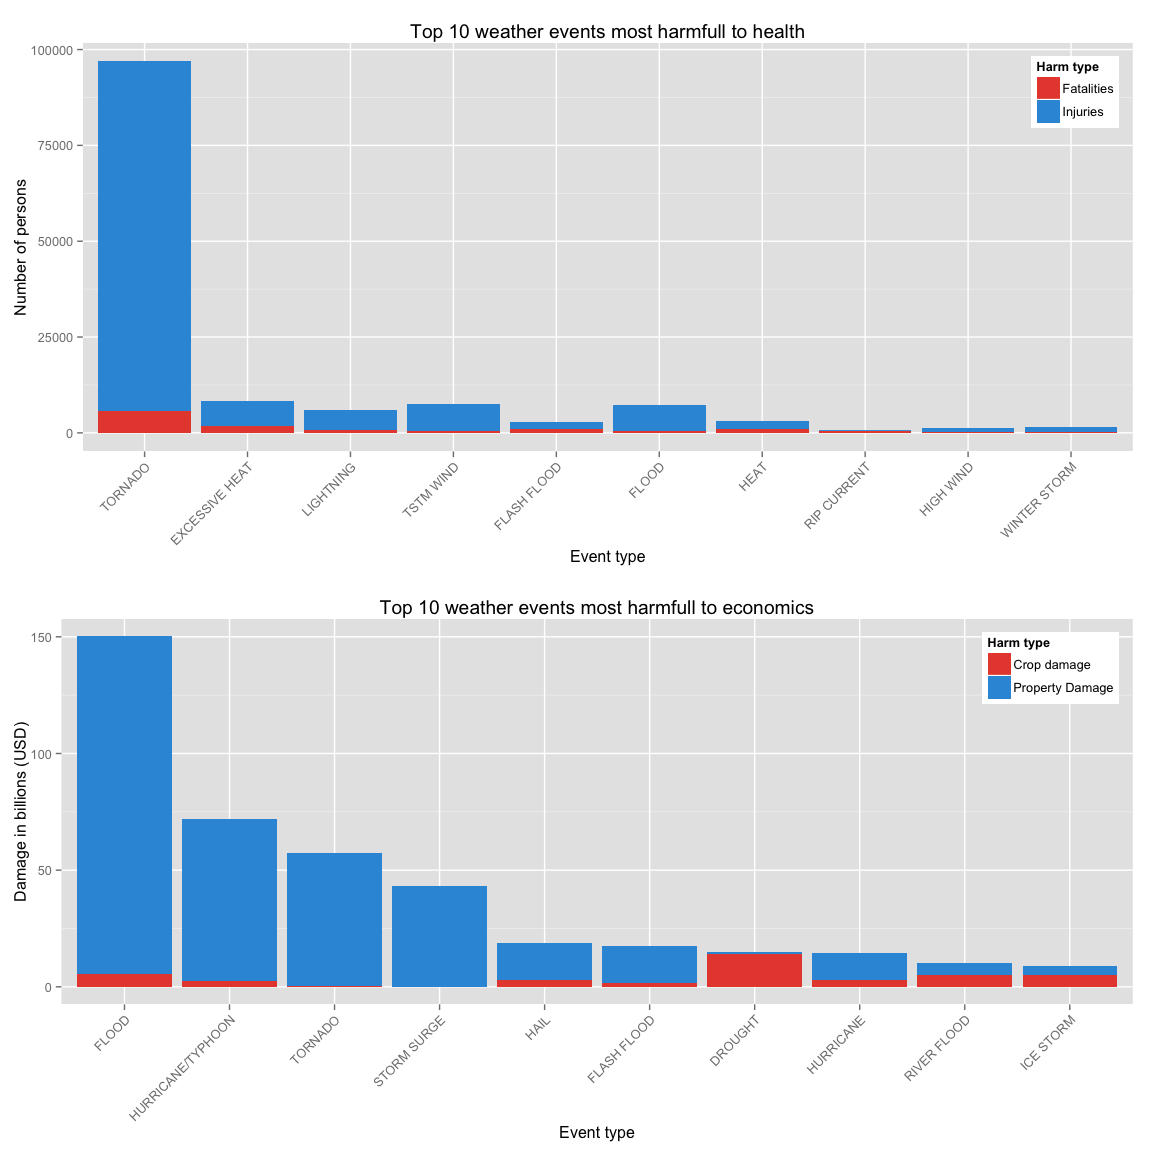 Top 10 weather events most harmfull to health
Number of persons
100000
75000
50000
25000
0
Harm type
Fatalities
Injuries
TORNADO
EXCESSIVE HEAT
LIGHTNING
TSTM WIND
FLASH FLOOD
FLOOD
HEAT
RIP CURRENT
HIGH WIND
WINTER STORM
Event type
Top 10 weather events most harmfull to economics
Damage in billions (USD)
150
100
50
0
Harm type
Crop damage
Property Damage
FLOOD
HURRICANE/TYPHOON
TORNADO
STORM SURGE
HAIL
FLASH FLOOD
DROUGHT
HURRICANE
RIVER FLOOD
ICE STORM
Event type